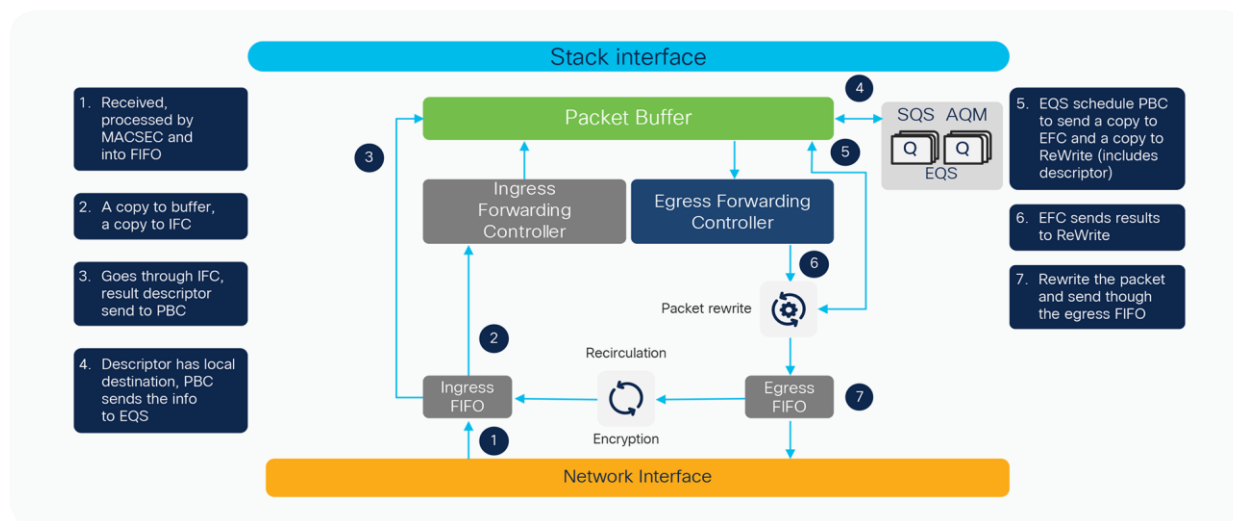 Stack interface
1. Received,
processed by
MACSEC and
into FIFO
2. A copy to buffer,
a copy to IFC
3. Goes through IFC,
result descriptor
send to PBC
4. Descriptor has local
destination, PBC
sends the info
to EQS
Packet Buffer
4
3
5
SQS AQM
Q Q
EQS
Ingress
Forwarding
Controller
Egress Forwarding
Controller
6
Packet rewrite
2
Recirculation
Ingress
FIFO
Egress
FIFO
7
Encryption
1
Network Interface
5. EQS schedule PBC
to send a copy to
EFC and a copy to
ReWrite (includes
descriptor)
6. EFC sends results
to ReWrite
7. Rewrite the packet
and send though
the egress FIFO